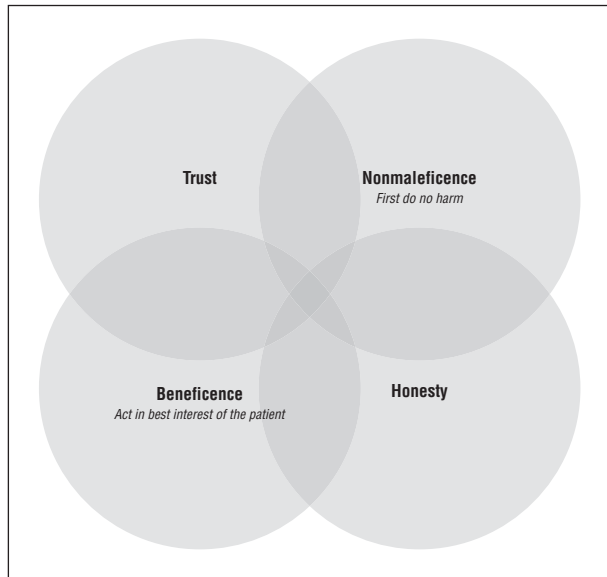 Trust
Nonmaleficence
First do no harm
Beneficence
Act in best interest of the patient
Honesty